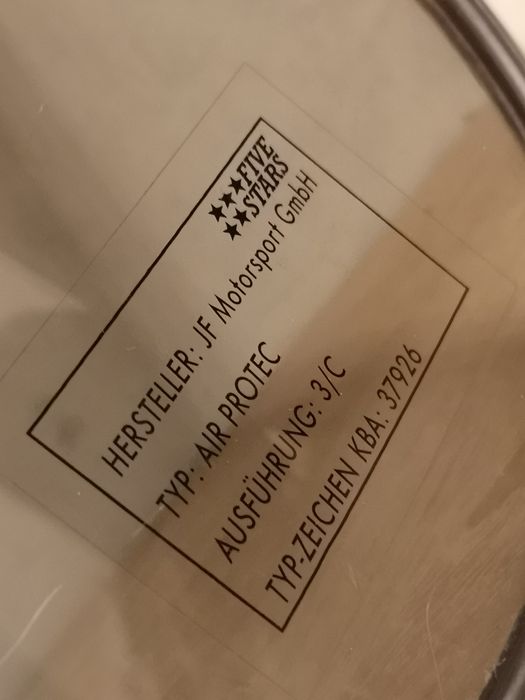 FIVE
STARS
HERSTELLER: JF Motorsport GmbH
TYP: AIR PROTEC
AUSFÜHRUNG: 3/C
TYP-ZEICHEN KBA: 37926